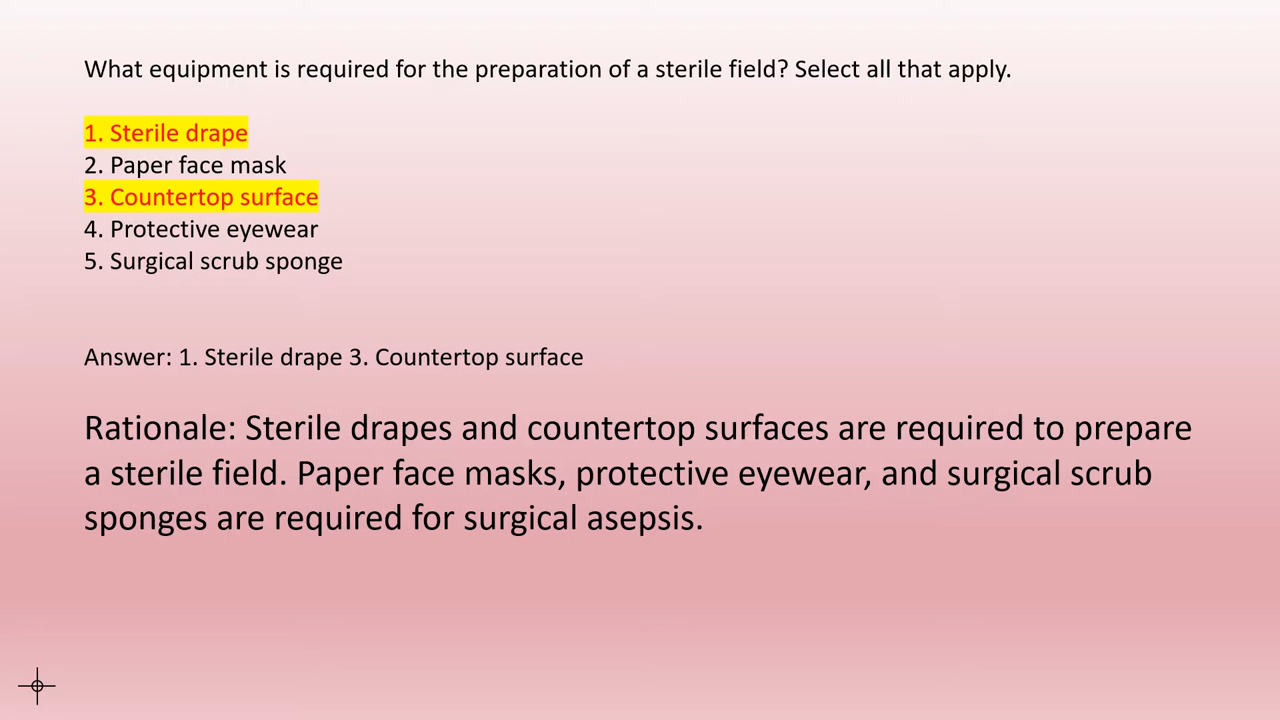 What equipment is required for the preparation of a sterile field? Select all that apply.
1. Sterile drape
2. Paper face mask
3. Countertop surface
4. Protective eyewear
5. Surgical scrub sponge
Answer: 1. Sterile drape 3. Countertop surface
Rationale: Sterile drapes and countertop surfaces are required to prepare
a sterile field. Paper face masks, protective eyewear, and surgical scrub
sponges are required for surgical asepsis.